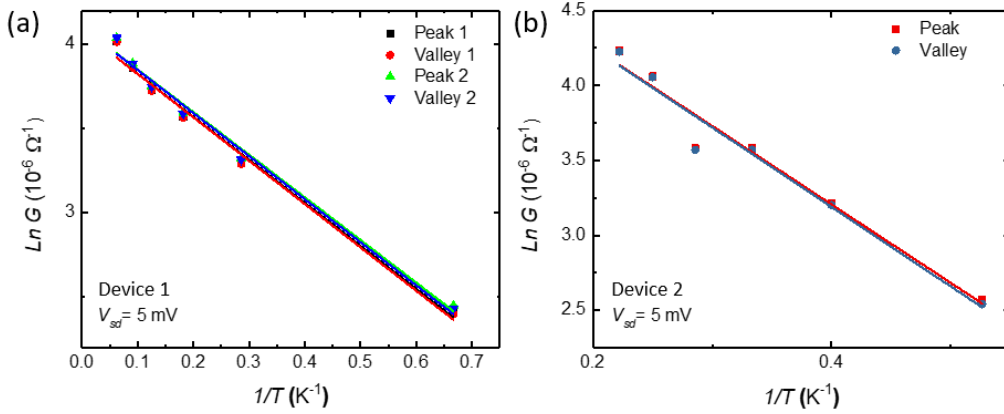 (a)
4
3
Ln G (10⁻⁶ Ω⁻¹)
Peak 1
Valley 1
Peak 2
Valley 2
Device 1
V_sd= 5 mV
0.0 0.1 0.2 0.3 0.4 0.5 0.6 0.7
1/T (K⁻¹)
(b)
4.5
4.0
3.5
3.0
2.5
Ln G (10⁻⁶ Ω⁻¹)
Peak
Valley
Device 2
V_sd= 5 mV
0.2 0.4
1/T (K⁻¹)